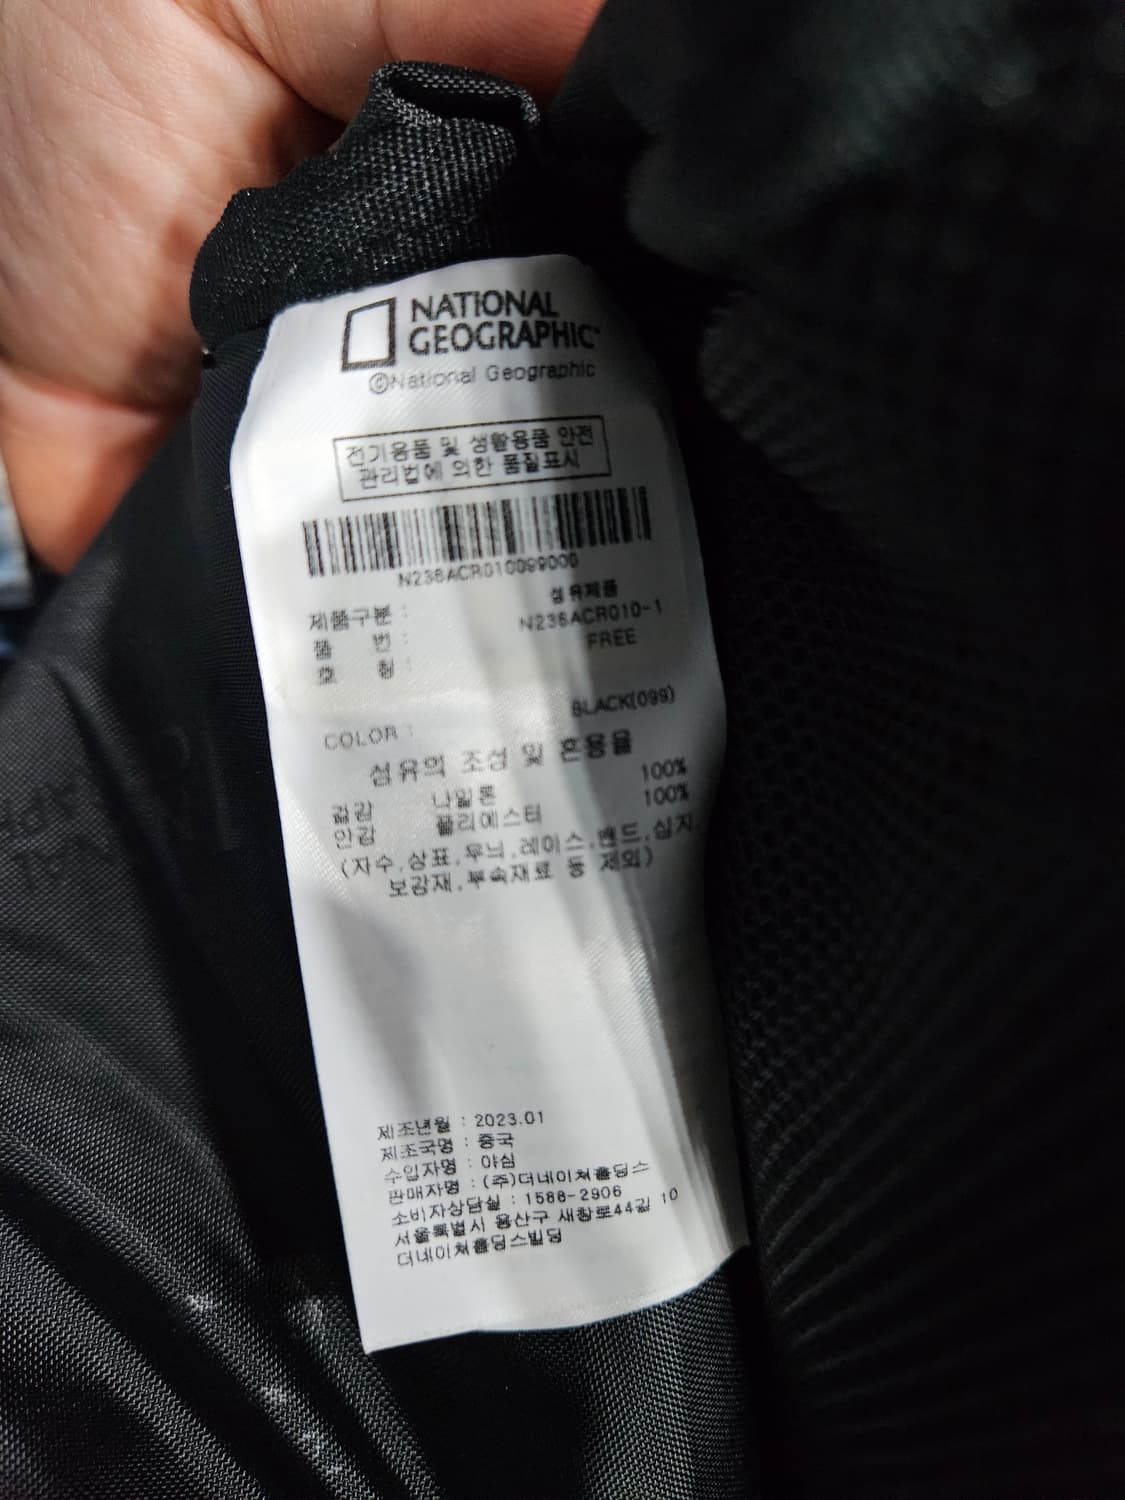 NATIONAL
GEOGRAPHIC
©National Geographic
전기용품 및 생활용품 안전
관리법에 의한 품질표시
N236ACR010099000
제품구분 : 섬유제품
품 번 : N236ACR010-1
호 칭 : FREE
COLOR : BLACK(099)
섬유의 조성 및 혼용율
겉감 나일론 100%
안감 폴리에스터 100%
(자수,상표,무늬,레이스,밴드,심지,
보강재,부속재료 등 제외)
제조년월 : 2023.01
제조국명 : 중국
수입자명 : 야심
판매자명 : (주)더네이쳐홀딩스
소비자상담실 : 1588-2906
서울특별시 용산구 새창로44길 10
더네이쳐홀딩스빌딩